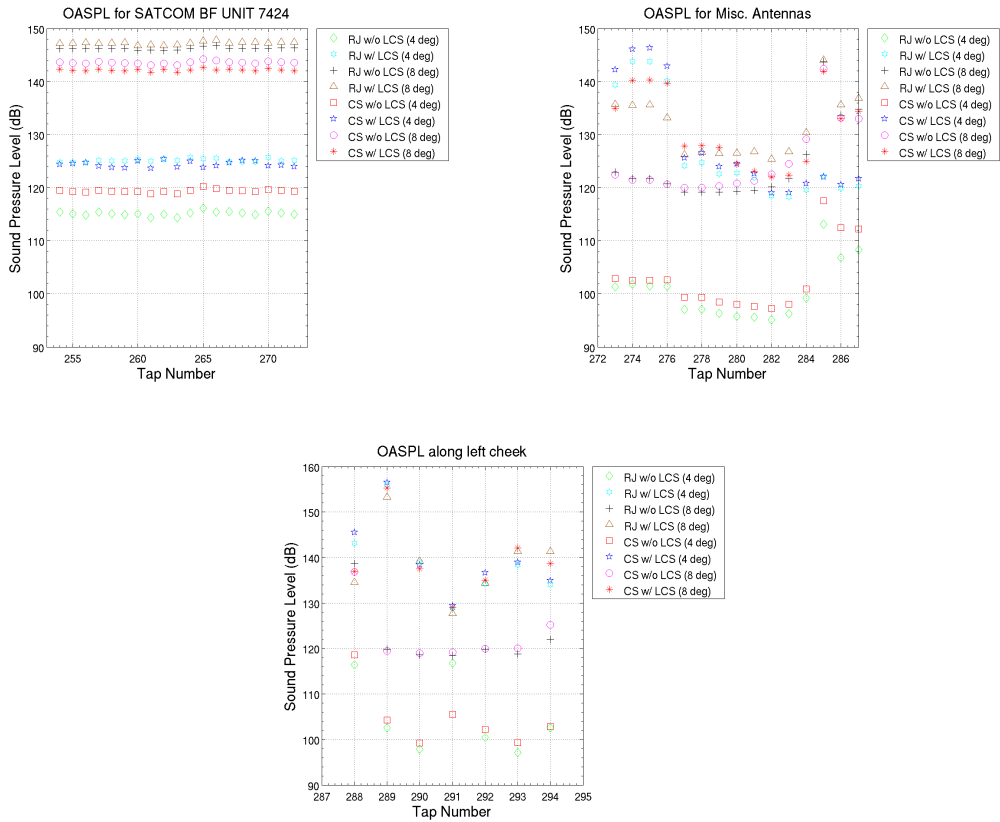 OASPL for SATCOM BF UNIT 7424
150
140
130
120
110
100
90
Sound Pressure Level (dB)
255
260
265
270
Tap Number
RJ w/o LCS (4 deg)
RJ w/ LCS (4 deg)
RJ w/o LCS (8 deg)
RJ w/ LCS (8 deg)
CS w/o LCS (4 deg)
CS w/ LCS (4 deg)
CS w/o LCS (8 deg)
CS w/ LCS (8 deg)
OASPL for Misc. Antennas
150
140
130
120
110
100
90
Sound Pressure Level (dB)
272
274
276
278
280
282
284
286
Tap Number
RJ w/o LCS (4 deg)
RJ w/ LCS (4 deg)
RJ w/o LCS (8 deg)
RJ w/ LCS (8 deg)
CS w/o LCS (4 deg)
CS w/ LCS (4 deg)
CS w/o LCS (8 deg)
CS w/ LCS (8 deg)
OASPL along left cheek
160
150
140
130
120
110
100
90
Sound Pressure Level (dB)
287
288
289
290
291
292
293
294
295
Tap Number
RJ w/o LCS (4 deg)
RJ w/ LCS (4 deg)
RJ w/o LCS (8 deg)
RJ w/ LCS (8 deg)
CS w/o LCS (4 deg)
CS w/ LCS (4 deg)
CS w/o LCS (8 deg)
CS w/ LCS (8 deg)